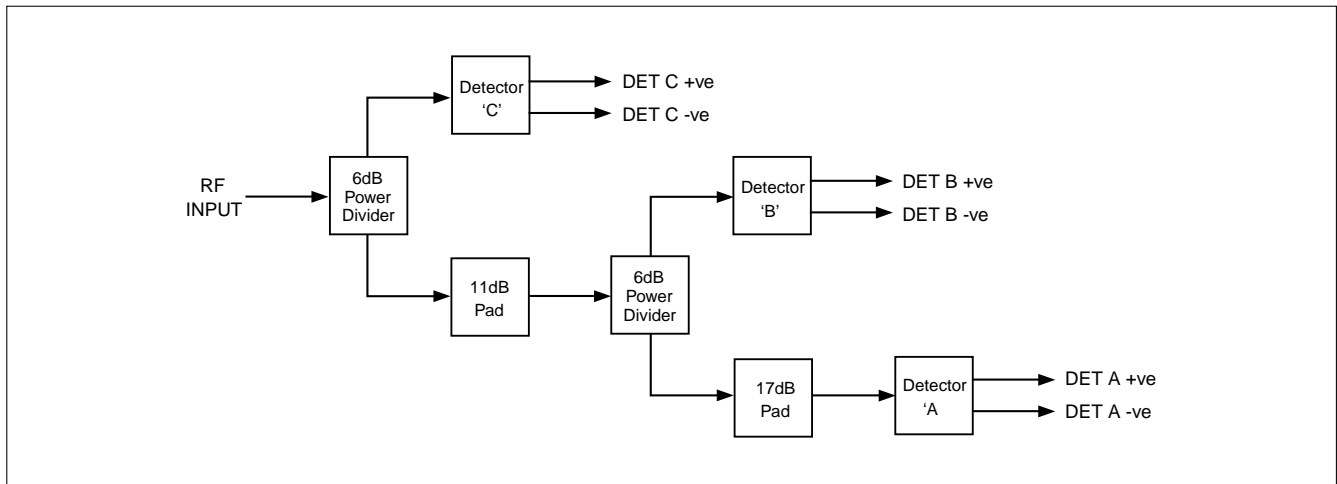 Detector
‘C’
DET C +ve
DET C -ve
RF
INPUT
6dB
Power
Divider
Detector
‘B’
DET B +ve
DET B -ve
11dB
Pad
6dB
Power
Divider
17dB
Pad
Detector
‘A
DET A +ve
DET A -ve